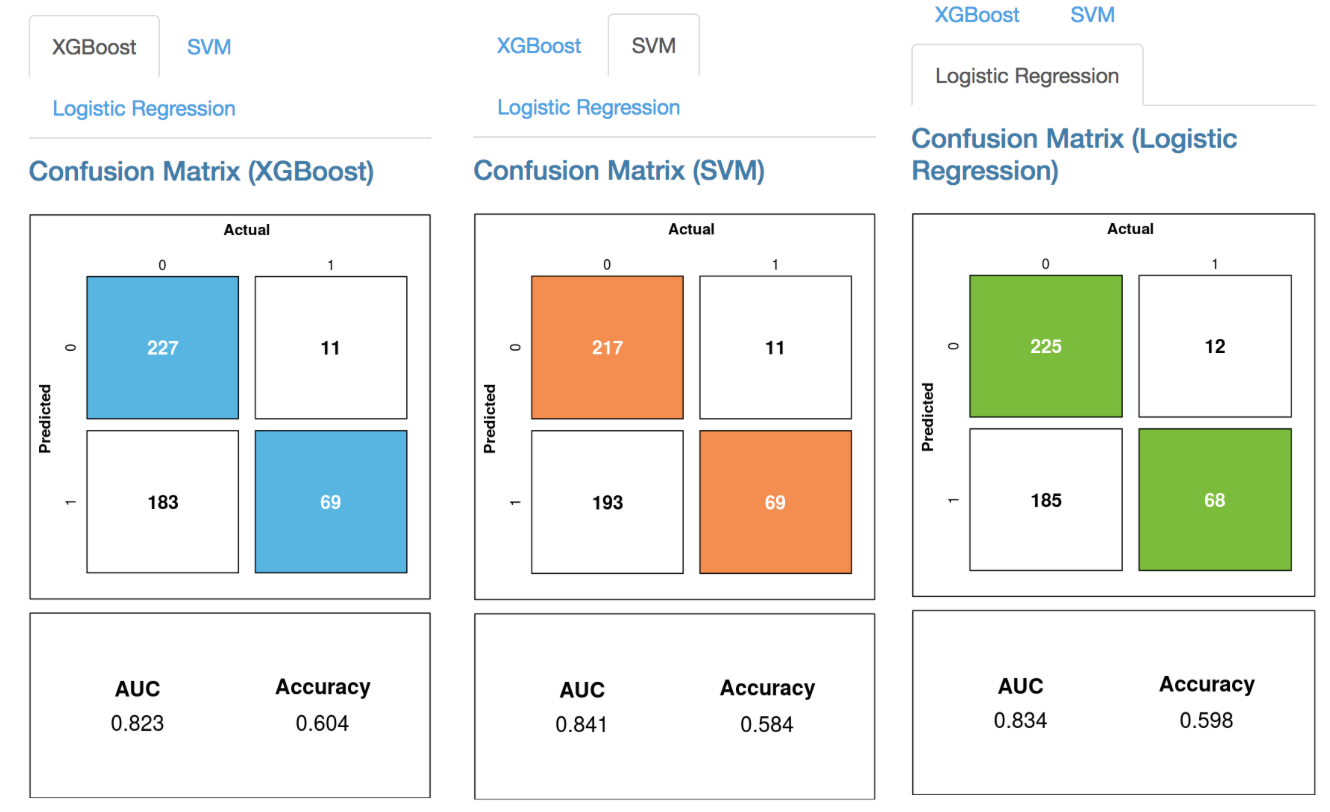 XGBoost SVM
Logistic Regression
Confusion Matrix (XGBoost)
Actual
0 1
Predicted
0 227 11
1 183 69
AUC Accuracy
0.823 0.604
XGBoost SVM
Logistic Regression
Confusion Matrix (SVM)
Actual
0 1
Predicted
0 217 11
1 193 69
AUC Accuracy
0.841 0.584
XGBoost SVM
Logistic Regression
Confusion Matrix (Logistic
Regression)
Actual
0 1
Predicted
0 225 12
1 185 68
AUC Accuracy
0.834 0.598